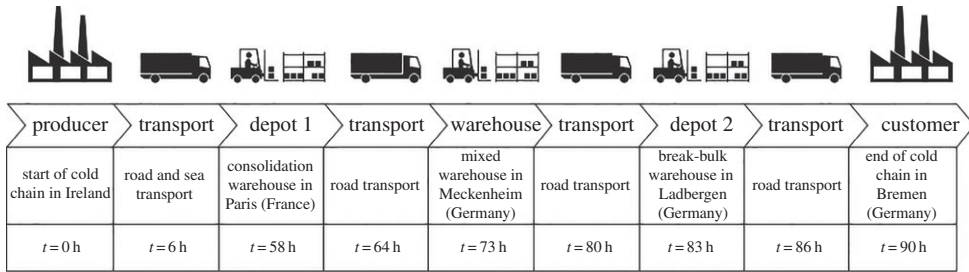 producer transport depot 1 transport warehouse transport depot 2 transport customer
start of cold
chain in Ireland
road and sea
transport
consolidation
warehouse in
Paris (France)
road transport
mixed
warehouse in
Meckenheim
(Germany)
road transport
break-bulk
warehouse in
Ladbergen
(Germany)
road transport
end of cold
chain in
Bremen
(Germany)
t = 0 h t = 6 h t = 58 h t = 64 h t = 73 h t = 80 h t = 83 h t = 86 h t = 90 h